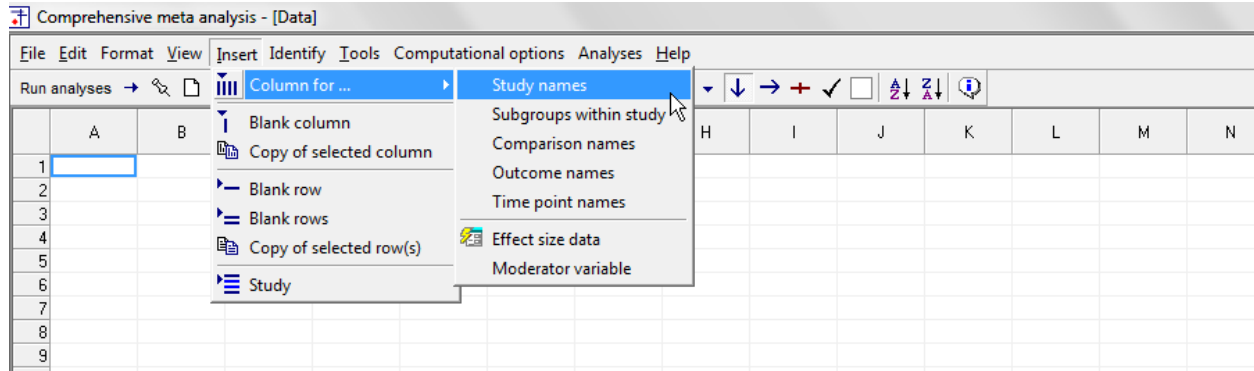 Comprehensive meta analysis - [Data]
File Edit Format View Insert Identify Tools Computational options Analyses Help
Run analyses
Column for ...
Blank column
Copy of selected column
Blank row
Blank rows
Copy of selected row(s)
Study
Study names
Subgroups within study
Comparison names
Outcome names
Time point names
Effect size data
Moderator variable
A B H I J K L M N
1
2
3
4
5
6
7
8
9